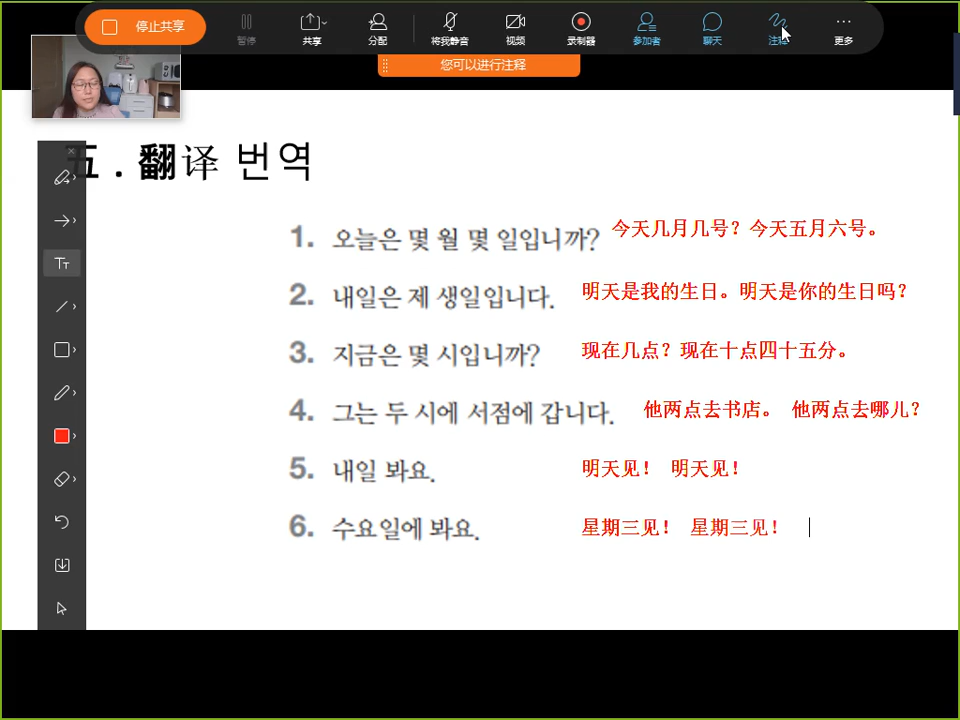 停止共享
暂停
共享
分配
将我静音
视频
录制器
参加者
聊天
注释
更多
您可以进行注释
五 . 翻译 번역
1. 오늘은 몇 월 몇 일입니까? 今天几月几号？今天五月六号。
2. 내일은 제 생일입니다. 明天是我的生日。明天是你的生日吗？
3. 지금은 몇 시입니까? 现在几点？现在十点四十五分。
4. 그는 두 시에 서점에 갑니다. 他两点去书店。 他两点去哪儿？
5. 내일 봐요. 明天见！ 明天见！
6. 수요일에 봐요. 星期三见！ 星期三见！